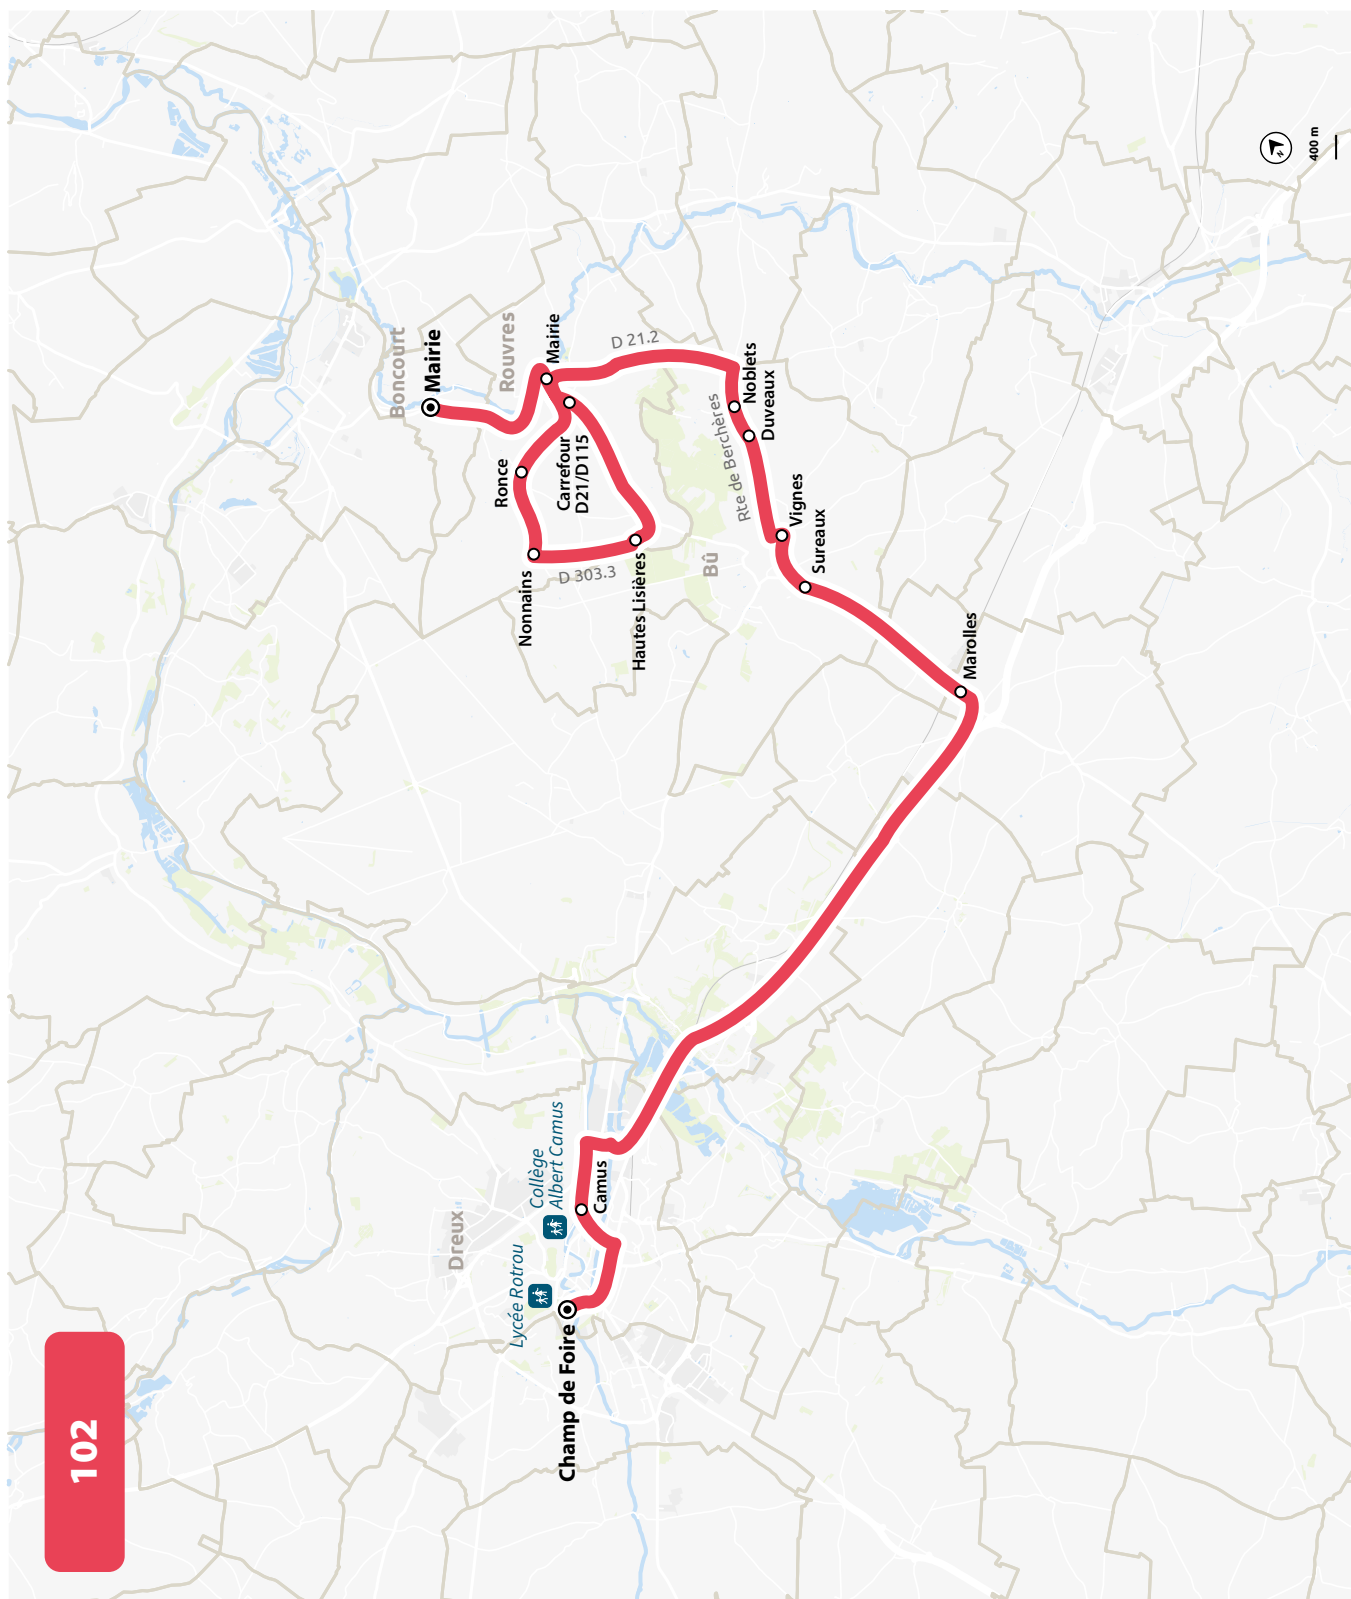 102
Champ de Foire
Lycée Rotrou
Dreux
Collège
Albert Camus
Camus
Marolles
Sureaux
Vignes
Bû
Rte de Berchères
Duveaux
Noblets
D 21.2
Hautes Lisières
D 303.3
Nonnains
Ronce
Carrefour
D21/D115
Mairie
Rouvres
Mairie
Boncourt
N
400 m